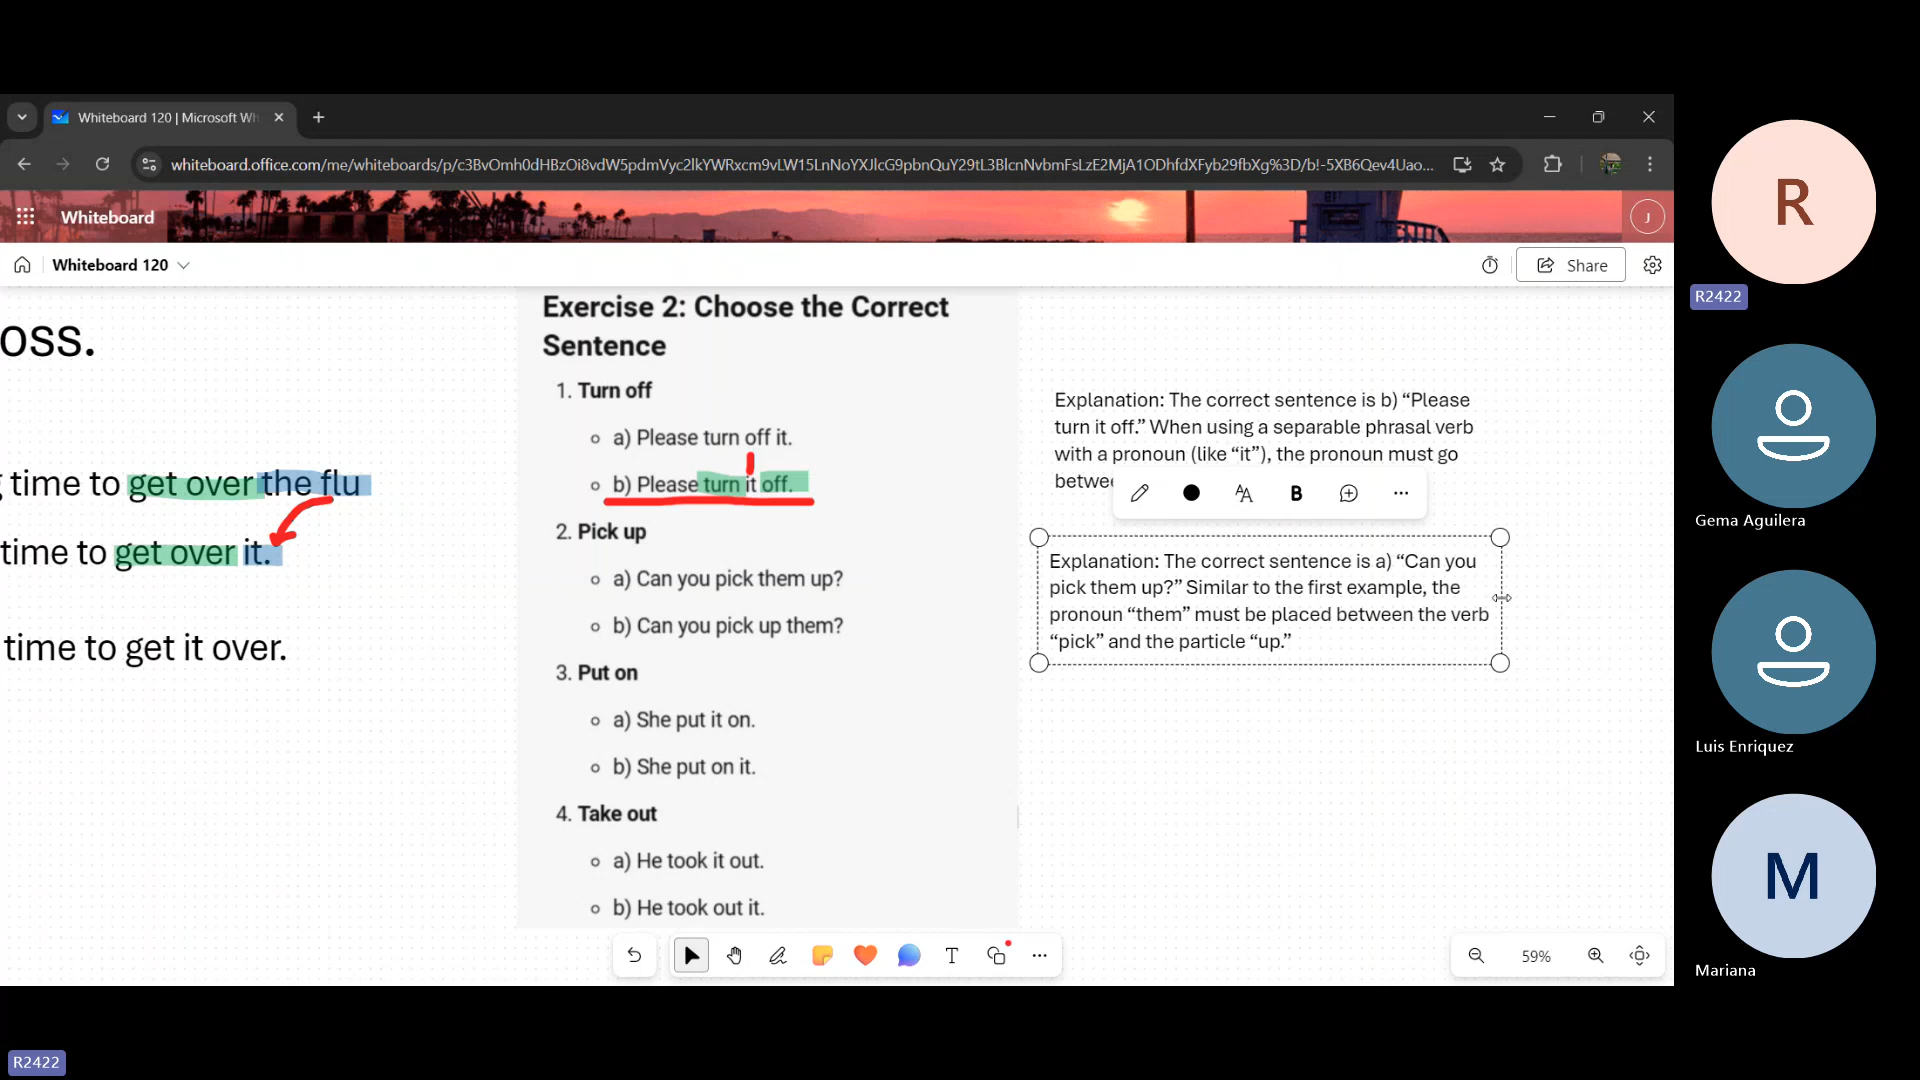 Whiteboard 120 | Microsoft Wh
whiteboard.office.com/me/whiteboards/p/c3BvOmh0dHBzOi8vdW5pdmVyc2lkYWRxcm9vLW15LnNoYXJlcG9pbnQuY29tL3BlcnNvbmFsLzE2MjA1ODhfdXFyb29fbXg%3D/b!-5XB6Qev4Uao...
Whiteboard
J
Whiteboard 120
Share
oss.
time to get over the flu
time to get over it.
time to get it over.
Exercise 2: Choose the Correct
Sentence
1. Turn off
a) Please turn off it.
b) Please turn it off.
2. Pick up
a) Can you pick them up?
b) Can you pick up them?
3. Put on
a) She put it on.
b) She put on it.
4. Take out
a) He took it out.
b) He took out it.
Explanation: The correct sentence is b) “Please
turn it off.” When using a separable phrasal verb
with a pronoun (like “it”), the pronoun must go
betwee
B
Explanation: The correct sentence is a) “Can you
pick them up?” Similar to the first example, the
pronoun “them” must be placed between the verb
“pick” and the particle “up.”
59%
R
R2422
Gema Aguilera
Luis Enriquez
M
Mariana
R2422